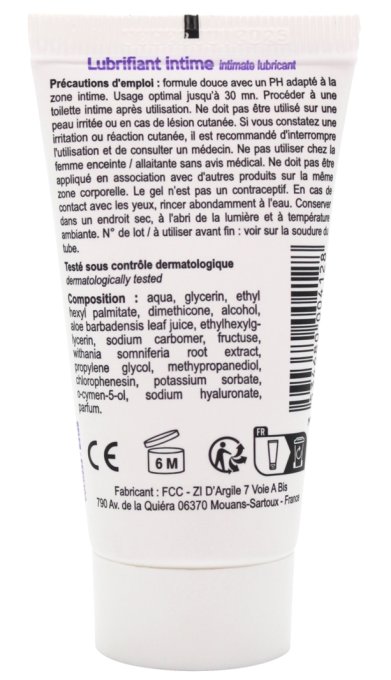 Lubrifiant intime intimate lubricant
Précautions d'emploi : formule douce avec un PH adapté à la
zone intime. Usage optimal jusqu'à 30 mn. Procéder à une
toilette intime après utilisation. Ne doit pas être utilisé sur une
peau irritée ou en cas de lésion cutanée. Si vous constatez une
irritation ou réaction cutanée, il est recommandé d'interrompre
l'utilisation et de consulter un médecin. Ne pas utiliser chez la
femme enceinte / allaitante sans avis médical. Ne doit pas être
appliqué en association avec d'autres produits sur la même
zone corporelle. Le gel n'est pas un contraceptif. En cas de
contact avec les yeux, rincer abondamment à l'eau. Conserver
dans un endroit sec, à l'abri de la lumière et à température
ambiante. N° de lot / à utiliser avant fin : voir sur la soudure du
tube.
Testé sous contrôle dermatologique
dermatologically tested
Composition : aqua, glycerin, ethyl
hexyl palmitate, dimethicone, alcohol,
aloe barbadensis leaf juice, ethylhexylg-
lycerin, sodium carbomer, fructuse,
withania somniferia root extract,
propylene glycol, methypropanediol,
chlorophenesin, potassium sorbate,
o-cymen-5-ol, sodium hyaluronate,
parfum.
CE
6 M
FR
Fabricant : FCC - ZI D'Argile 7 Voie A Bis
790 Av. de la Quiéra 06370 Mouans-Sartoux - France